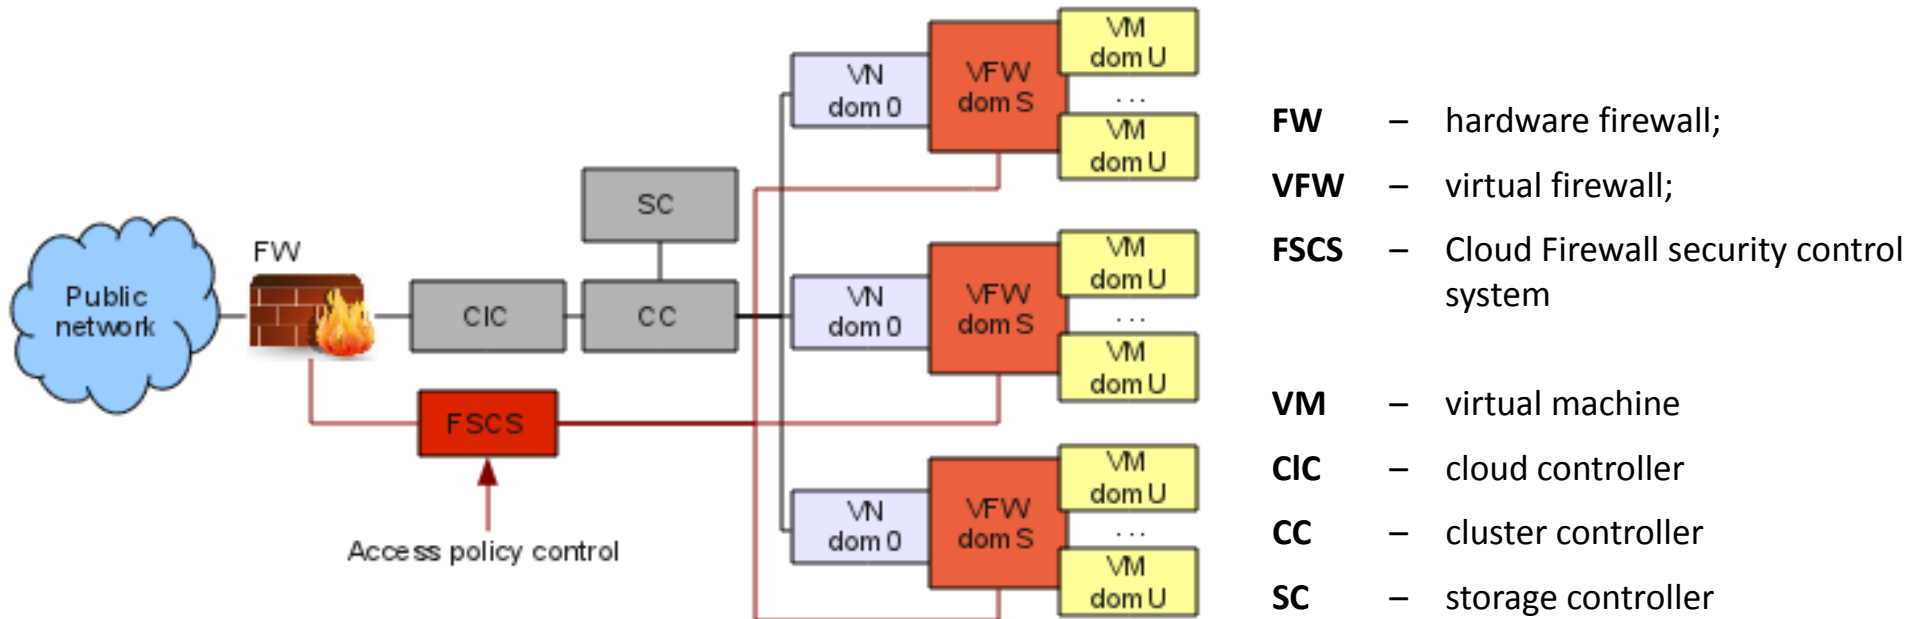 Public
network
FW
ClC
SC
CC
FSCS
Access policy control
VN
dom 0
VFW
dom S
VM
dom U
...
VM
dom U
VN
dom 0
VFW
dom S
VM
dom U
...
VM
dom U
VN
dom 0
VFW
dom S
VM
dom U
...
VM
dom U
FW – hardware firewall;
VFW – virtual firewall;
FSCS – Cloud Firewall security control
system
VM – virtual machine
ClC – cloud controller
CC – cluster controller
SC – storage controller